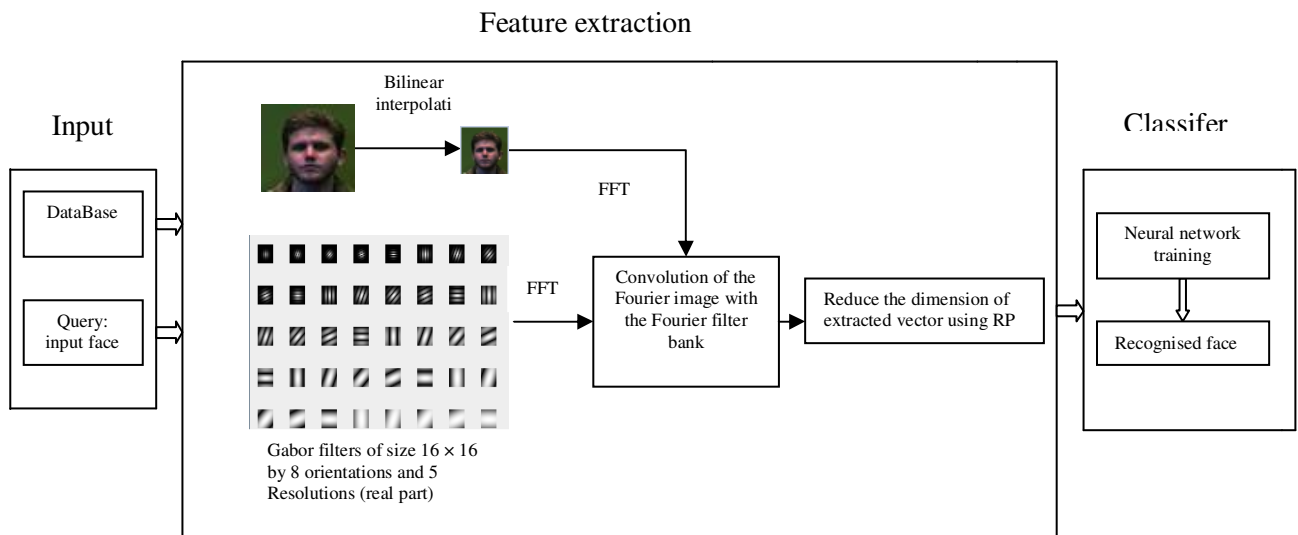 Feature extraction
Input
DataBase
Query:
input face
Bilinear
interpolati
FFT
FFT
Gabor filters of size 16 × 16
by 8 orientations and 5
Resolutions (real part)
Convolution of the
Fourier image with
the Fourier filter
bank
Reduce the dimension of
extracted vector using RP
Classifer
Neural network
training
Recognised face